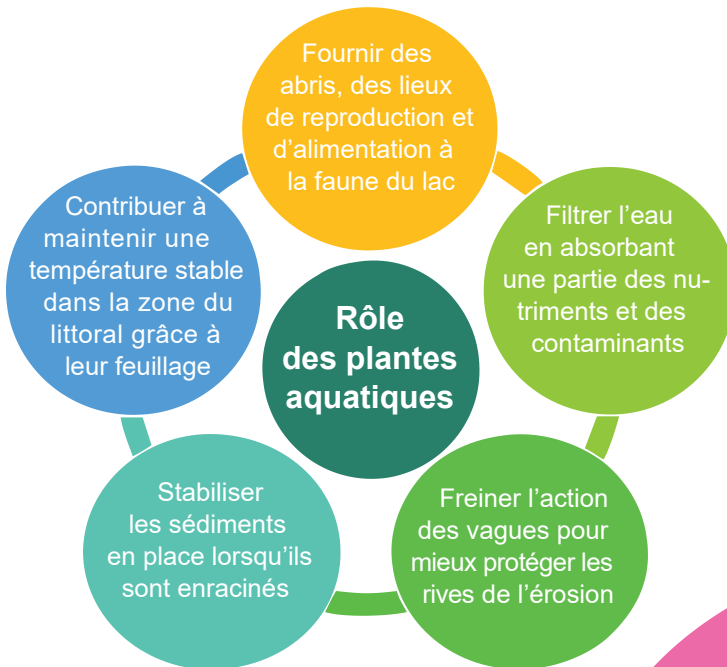 Fournir des
abris, des lieux
de reproduction et
d’alimentation à
la faune du lac
Filtrer l’eau
en absorbant
une partie des nu-
triments et des
contaminants
Freiner l’action
des vagues pour
mieux protéger les
rives de l’érosion
Stabiliser
les sédiments
en place lorsqu’ils
sont enracinés
Contribuer à
maintenir une
température stable
dans la zone du
littoral grâce à
leur feuillage
Rôle
des plantes
aquatiques